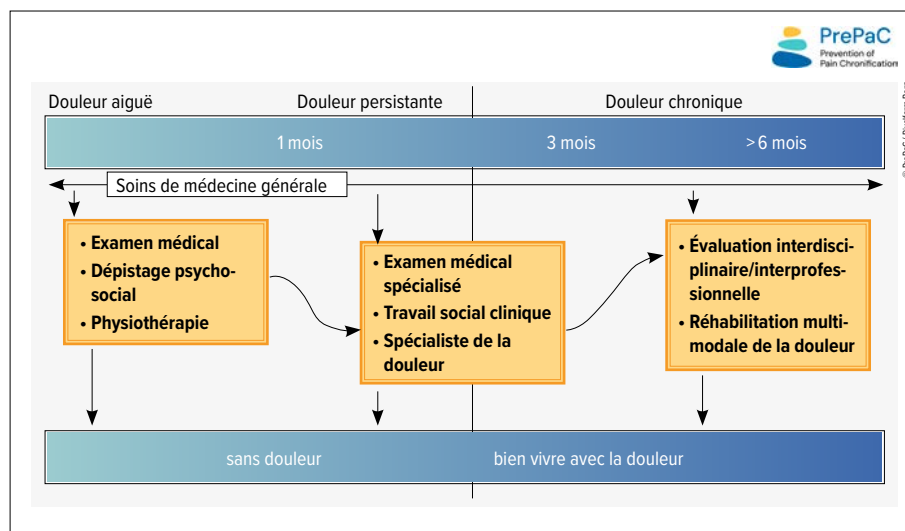 PrePaC
Prevention of
Pain Chronification
Douleur aiguë
Douleur persistante
Douleur chronique
1 mois
3 mois
> 6 mois
Soins de médecine générale
• Examen médical
• Dépistage psycho-
social
• Physiothérapie
• Examen médical
spécialisé
• Travail social clinique
• Spécialiste de la
douleur
• Évaluation interdisci-
plinaire/interprofes-
sionnelle
• Réhabilitation multi-
modale de la douleur
sans douleur
bien vivre avec la douleur